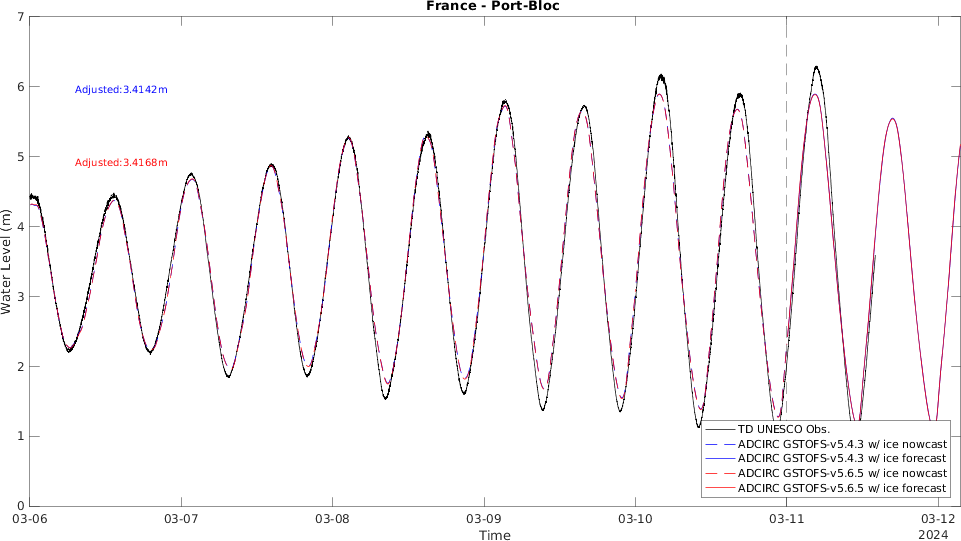 France - Port-Bloc
7
6
5
4
3
2
1
0
Water Level (m)
Adjusted:3.4142m
Adjusted:3.4168m
TD UNESCO Obs.
ADCIRC GSTOFS-v5.4.3 w/ ice nowcast
ADCIRC GSTOFS-v5.4.3 w/ ice forecast
ADCIRC GSTOFS-v5.6.5 w/ ice nowcast
ADCIRC GSTOFS-v5.6.5 w/ ice forecast
03-06 03-07 03-08 03-09 03-10 03-11 03-12
Time
2024